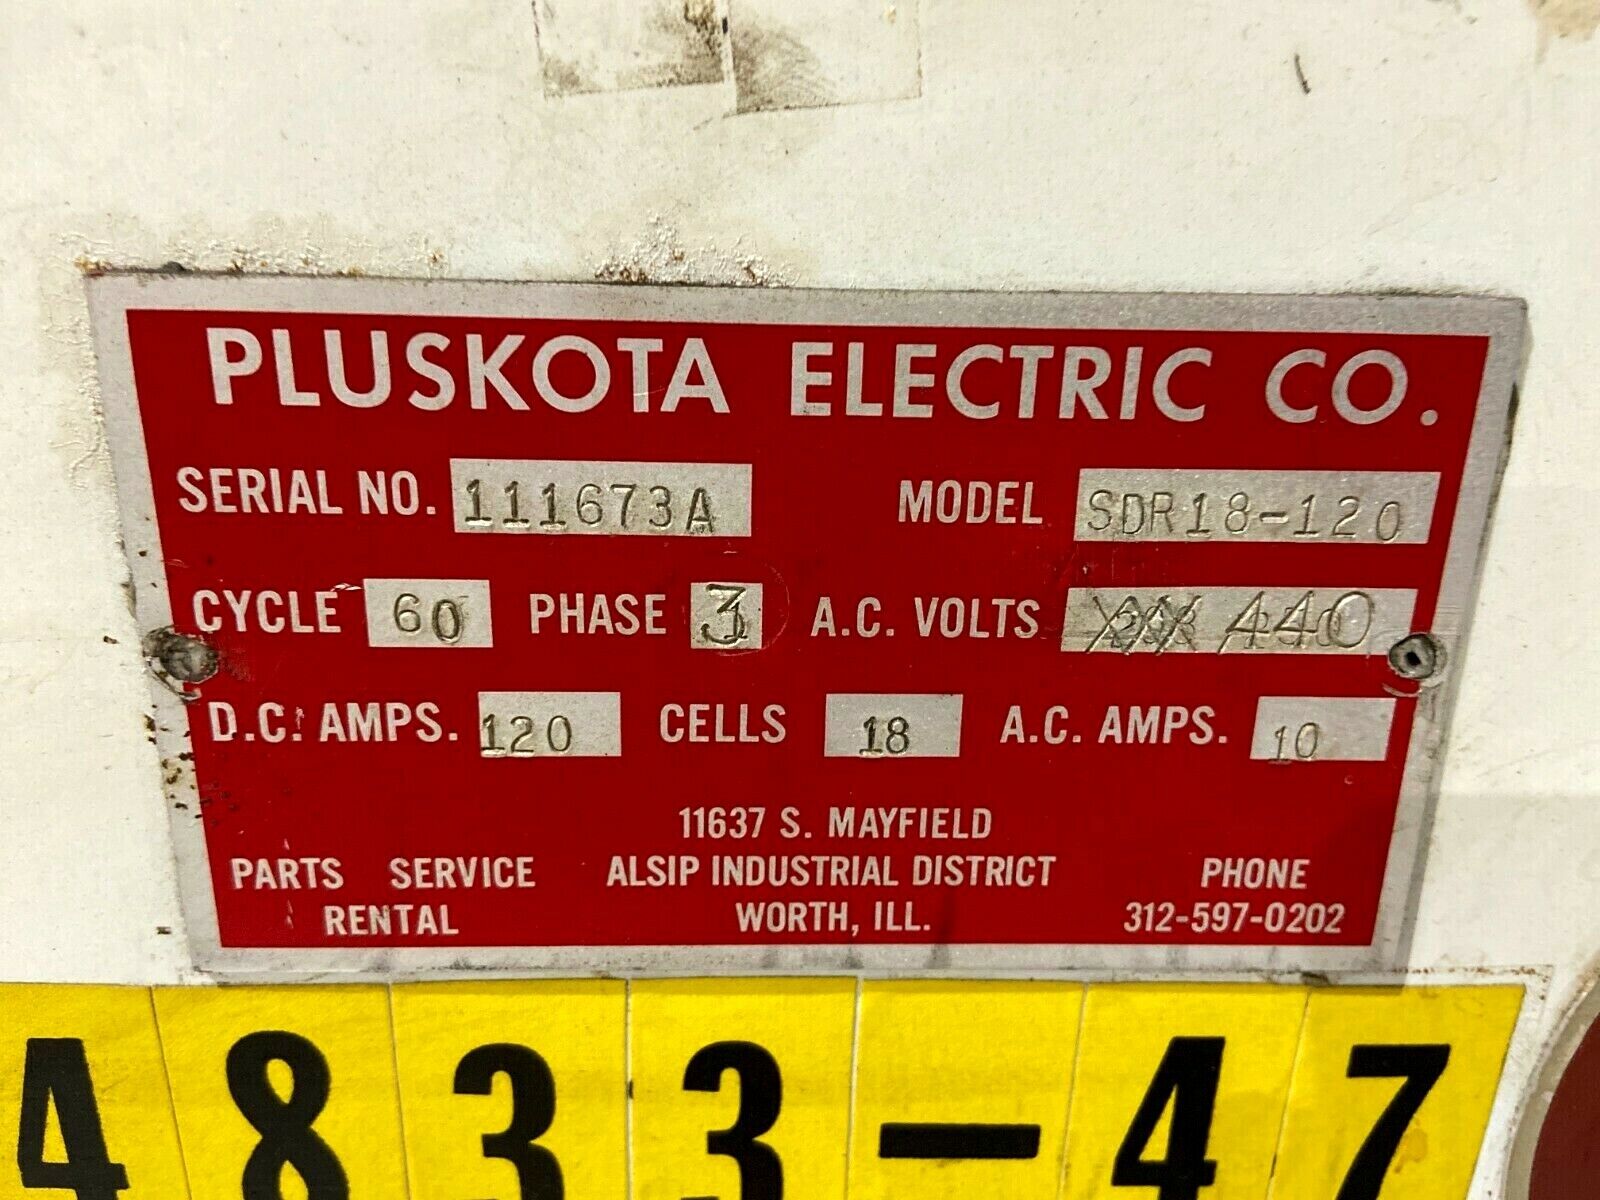 PLUSKOTA ELECTRIC CO.
SERIAL NO. 111673A MODEL SDR18-120
CYCLE 60 PHASE 3 A.C. VOLTS 440
D.C. AMPS. 120 CELLS 18 A.C. AMPS. 10
11637 S. MAYFIELD
PARTS SERVICE ALSIP INDUSTRIAL DISTRICT PHONE
RENTAL WORTH, ILL. 312-597-0202
4833-47